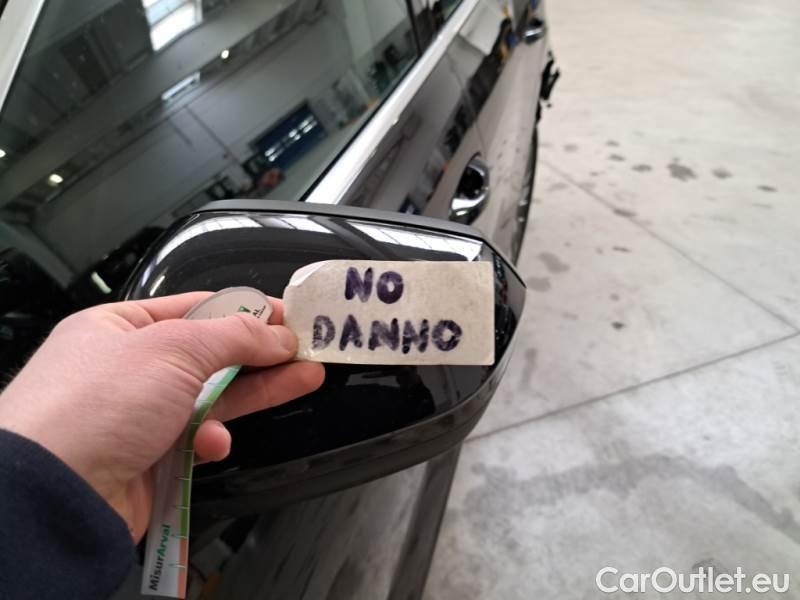 NO
DANNO
MisurArval
CarOutlet.eu